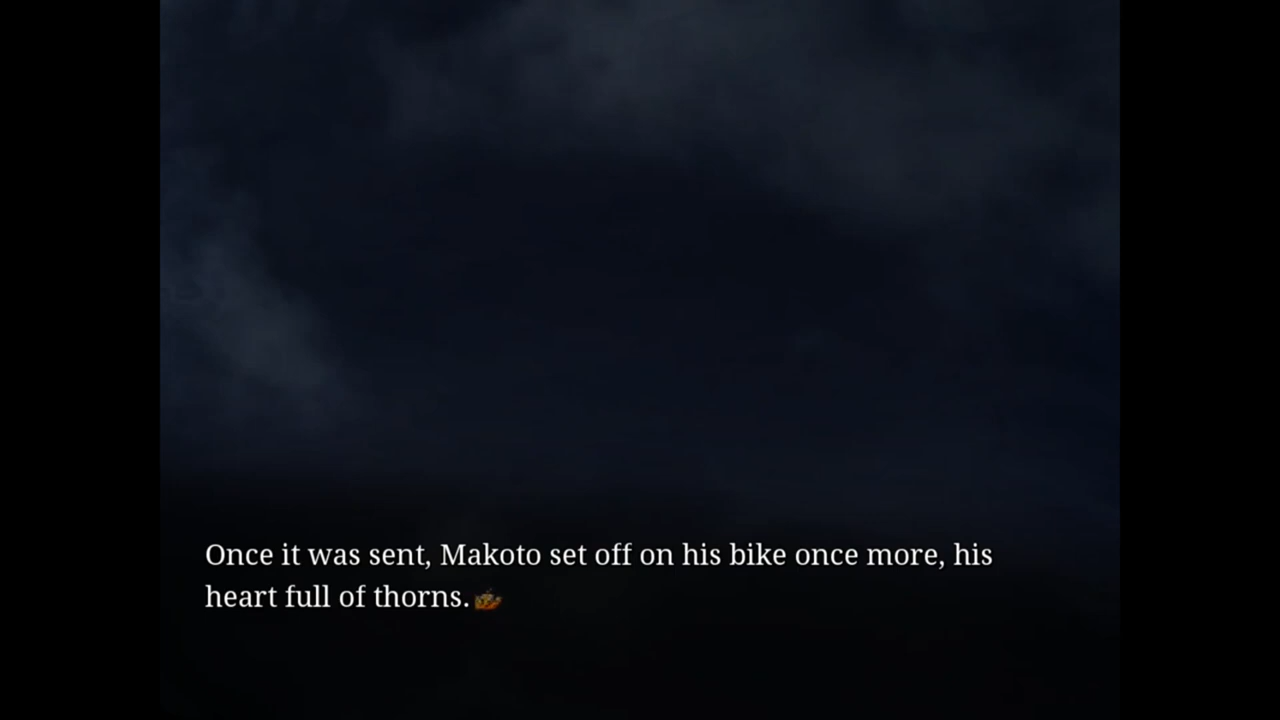 Once it was sent, Makoto set off on his bike once more, his
heart full of thorns.